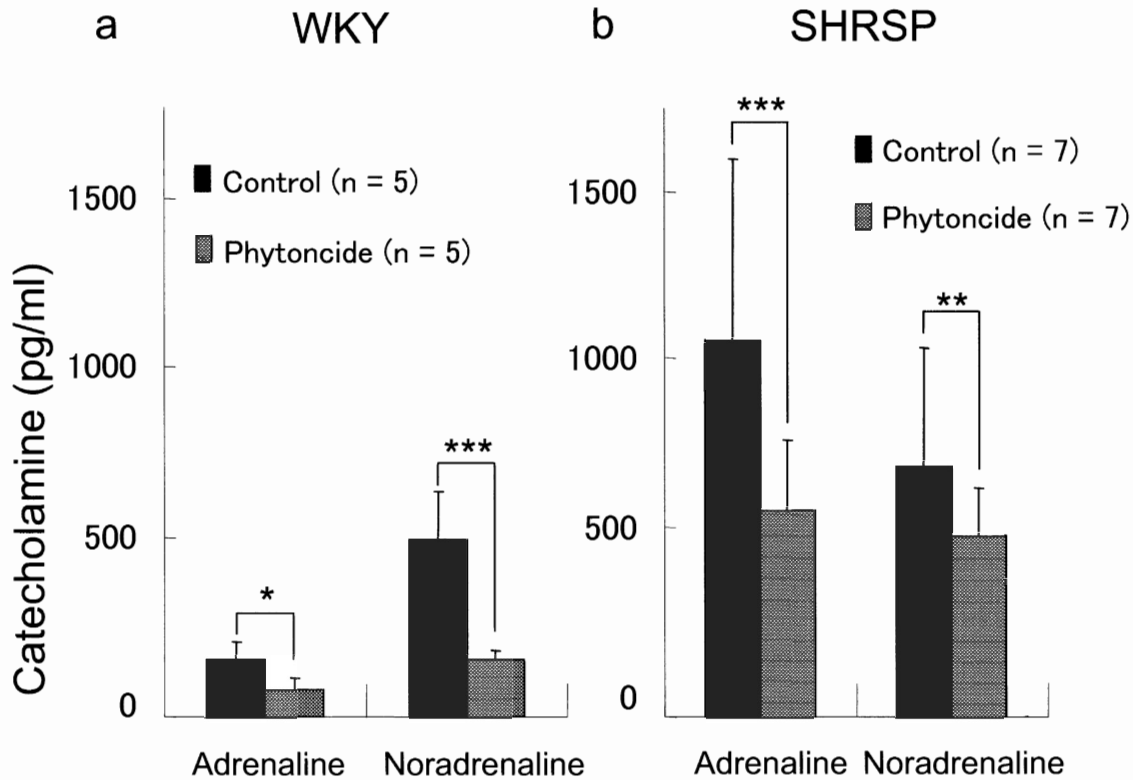 a WKY
b SHRSP
Catecholamine (pg/ml)
1500
1000
500
0
Control (n = 5)
Phytoncide (n = 5)
*
***
Adrenaline Noradrenaline
1500
1000
500
0
Control (n = 7)
Phytoncide (n = 7)
***
**
Adrenaline Noradrenaline